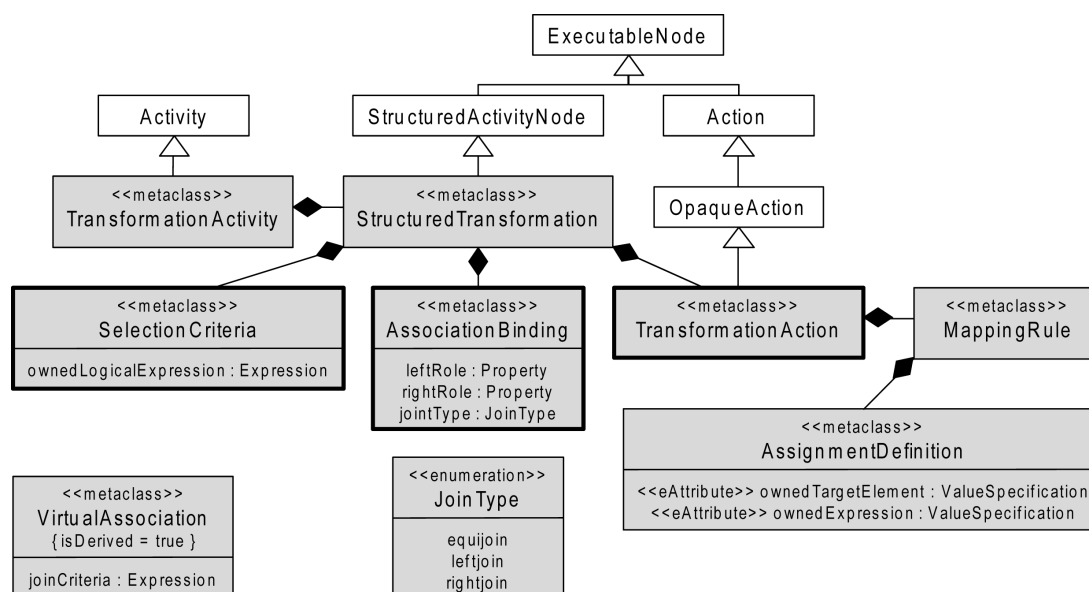 ExecutableNode
Activity
StructuredActivityNode
Action
<<metaclass>>
TransformationActivity
<<metaclass>>
StructuredTransformation
OpaqueAction
<<metaclass>>
SelectionCriteria
ownedLogicalExpression : Expression
<<metaclass>>
AssociationBinding
leftRole : Property
rightRole : Property
jointType : JoinType
<<metaclass>>
TransformationAction
<<metaclass>>
MappingRule
<<metaclass>>
AssignmentDefinition
<<eAttribute>> ownedTargetElement : ValueSpecification
<<eAttribute>> ownedExpression : ValueSpecification
<<metaclass>>
VirtualAssociation
{ isDerived = true }
joinCriteria : Expression
<<enumeration>>
JoinType
equijoin
leftjoin
rightjoin